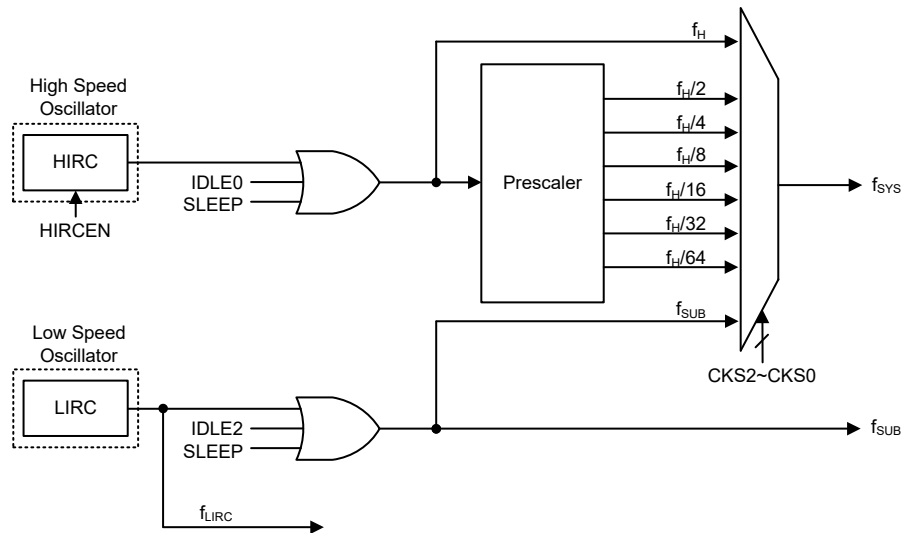 f_H
High Speed
Oscillator
HIRC
IDLE0
SLEEP
HIRCEN
Prescaler
f_H/2
f_H/4
f_H/8
f_H/16
f_H/32
f_H/64
f_SYS
f_SUB
CKS2~CKS0
Low Speed
Oscillator
LIRC
IDLE2
SLEEP
f_SUB
f_LIRC